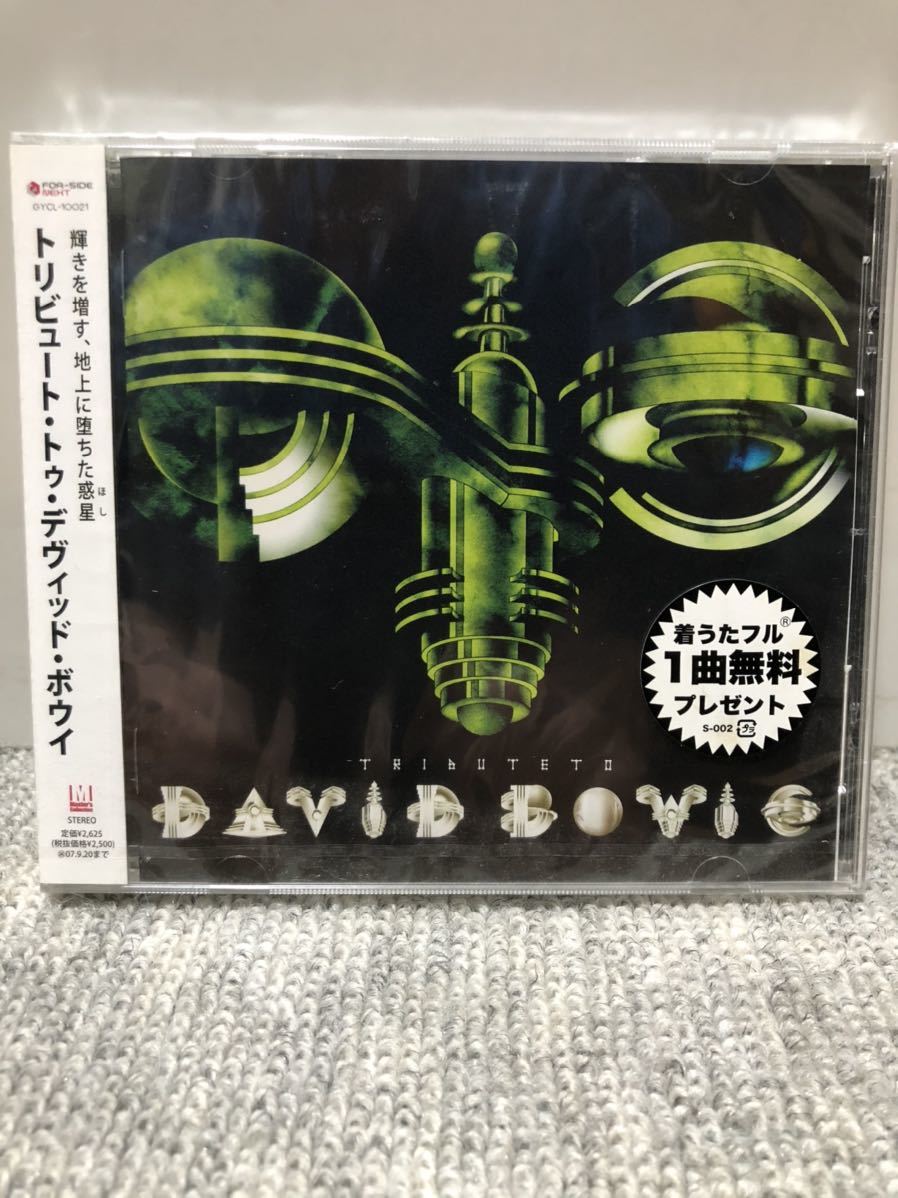 FOR-SIDE
NEXT
GYCL-10021
輝きを増す、地上に堕ちた惑星
ほし
トリビュート・トゥ・デヴィッド・ボウイ
STEREO
定価¥2,625
(税抜価格¥2,500)
07.9.20まで
TRIBUTE TO
DAVID BOWIE
着うたフル®
1曲無料
プレゼント
S-002 プラ